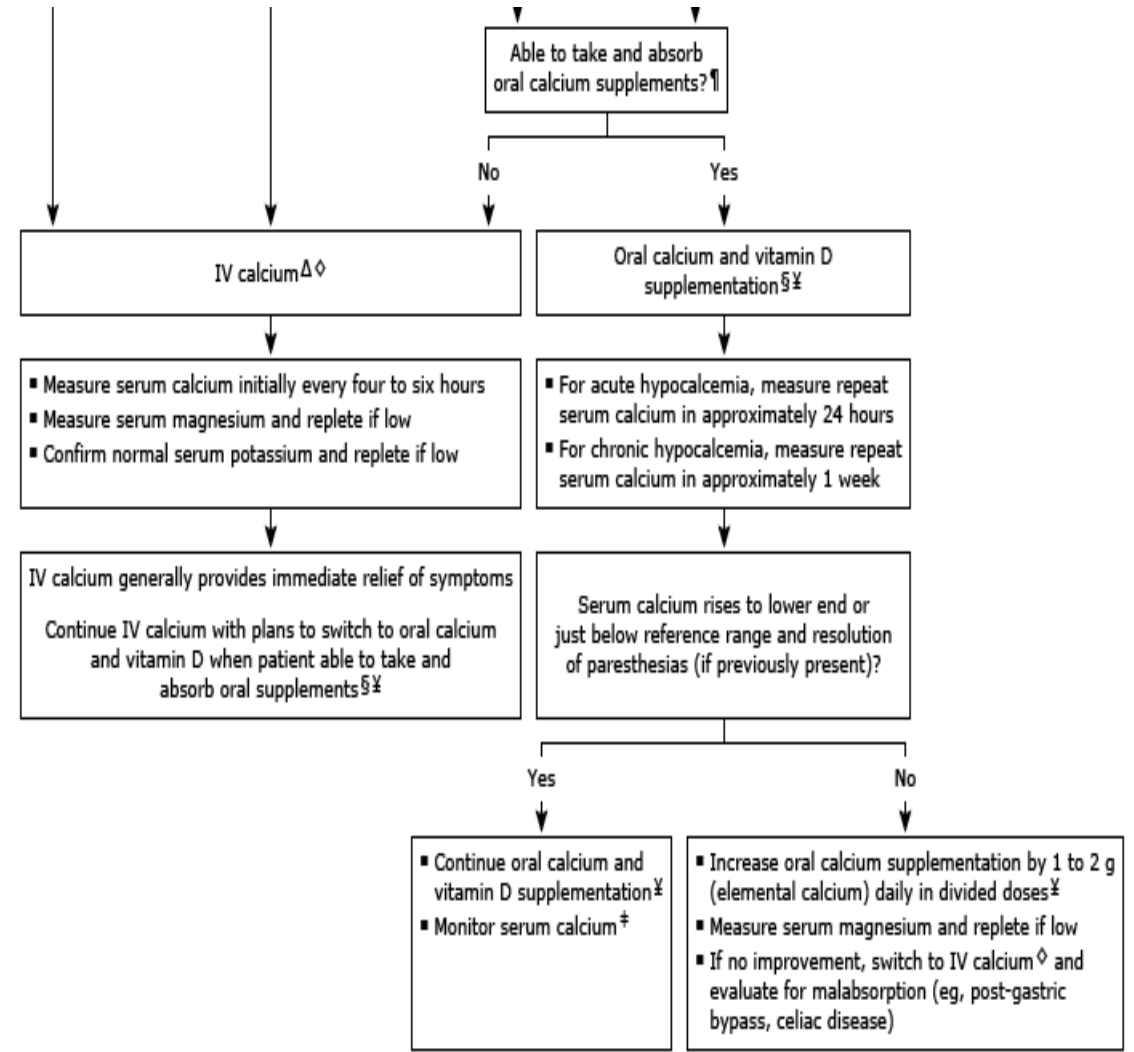 Able to take and absorb
oral calcium supplements?¶
No
Yes
IV calciumΔ◊
Oral calcium and vitamin D
supplementation§¥
▪ Measure serum calcium initially every four to six hours
▪ Measure serum magnesium and replete if low
▪ Confirm normal serum potassium and replete if low
▪ For acute hypocalcemia, measure repeat
serum calcium in approximately 24 hours
▪ For chronic hypocalcemia, measure repeat
serum calcium in approximately 1 week
IV calcium generally provides immediate relief of symptoms
Continue IV calcium with plans to switch to oral calcium
and vitamin D when patient able to take and
absorb oral supplements§¥
Serum calcium rises to lower end or
just below reference range and resolution
of paresthesias (if previously present)?
Yes
No
▪ Continue oral calcium and
vitamin D supplementation¥
▪ Monitor serum calcium‡
▪ Increase oral calcium supplementation by 1 to 2 g
(elemental calcium) daily in divided doses¥
▪ Measure serum magnesium and replete if low
▪ If no improvement, switch to IV calcium◊ and
evaluate for malabsorption (eg, post-gastric
bypass, celiac disease)